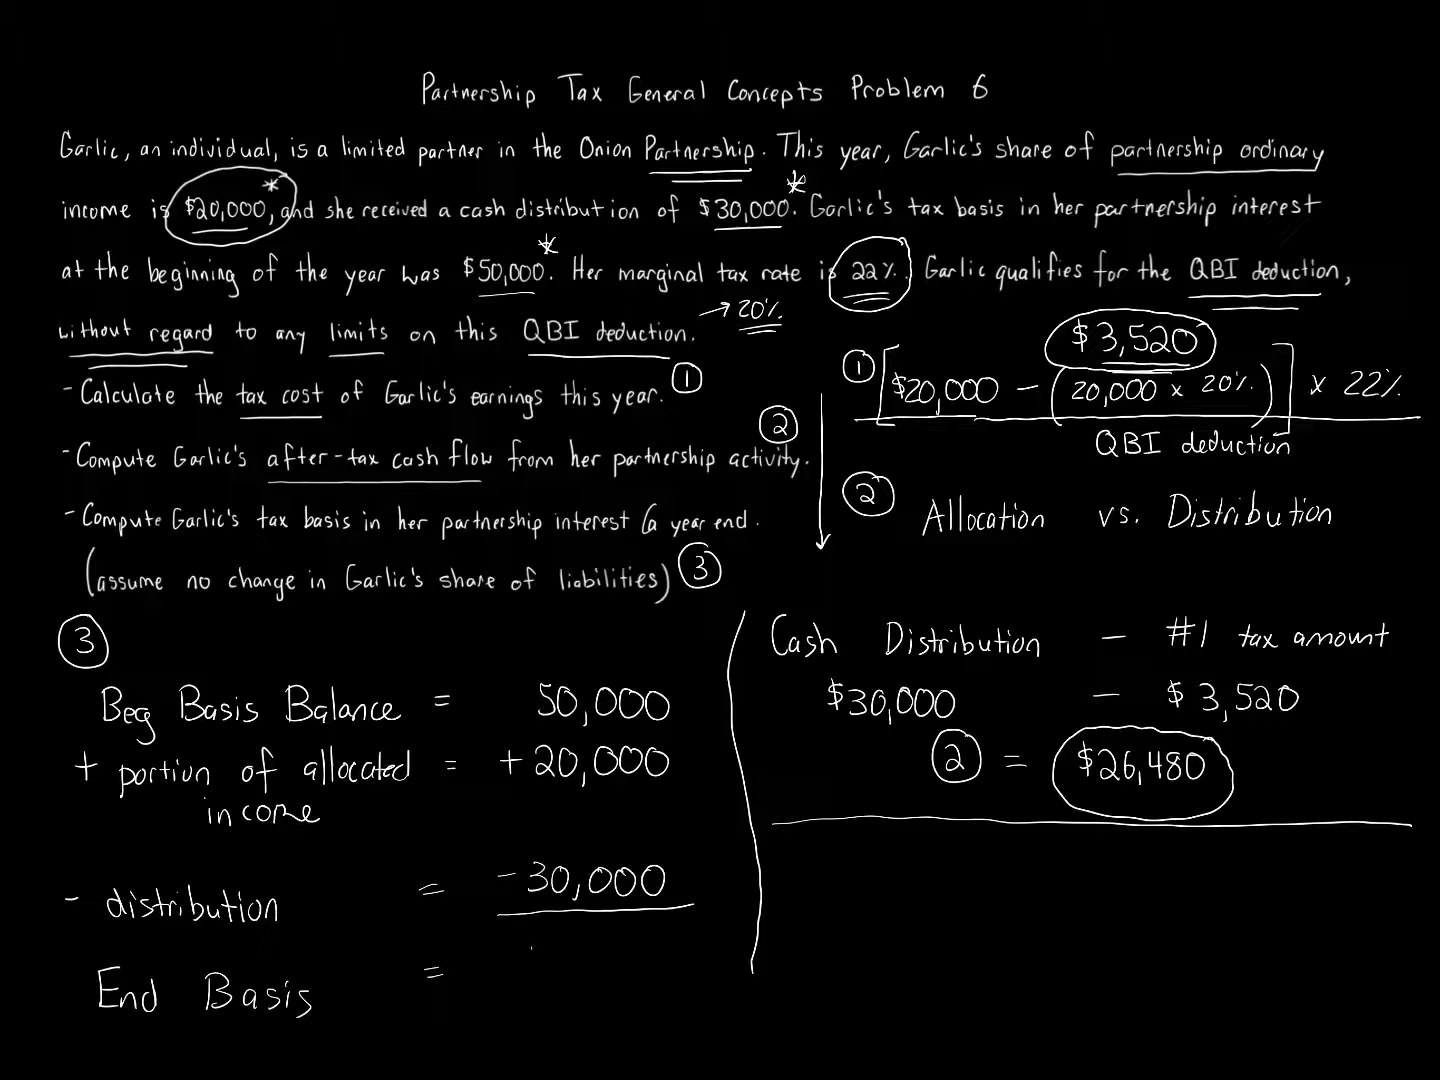 Partnership Tax General Concepts Problem 6
Garlic, an individual, is a limited partner in the Onion Partnership. This year, Garlic's share of partnership ordinary
income is $20,000,* and she received a cash distribution of $30,000.* Garlic's tax basis in her partnership interest
at the beginning of the year was $50,000.* Her marginal tax rate is 22%. Garlic qualifies for the QBI deduction,
without regard to any limits on this QBI deduction. → 20%
- Calculate the tax cost of Garlic's earnings this year. ①
- Compute Garlic's after-tax cash flow from her partnership activity. ②
- Compute Garlic's tax basis in her partnership interest @ year end.
(assume no change in Garlic's share of liabilities) ③
$3,520
① [$20,000 - (20,000 x 20%)] x 22%
QBI deduction
② Allocation vs. Distribution
Cash Distribution - #1 tax amount
$30,000 - $3,520
② = $26,480
③
Beg Basis Balance = 50,000
+ portion of allocated = +20,000
income
- distribution = -30,000
End Basis =